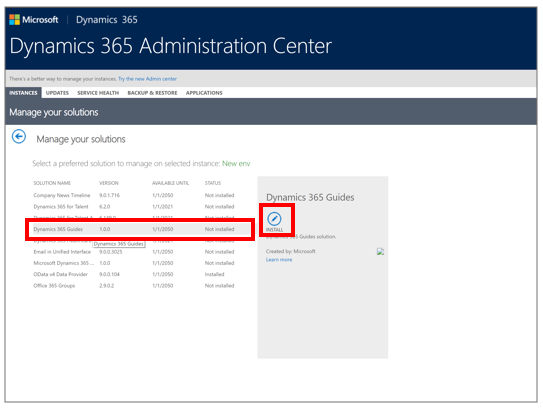 Microsoft | Dynamics 365
Dynamics 365 Administration Center
There's a better way to manage your instances. Try the new Admin center
INSTANCES UPDATES SERVICE HEALTH BACKUP & RESTORE APPLICATIONS
Manage your solutions
Manage your solutions
Select a preferred solution to manage on selected instance: New env
SOLUTION NAME VERSION AVAILABLE UNTIL STATUS
Company News Timeline 9.0.1.716 1/1/2050 Not installed
Dynamics 365 for Talent 6.2.0 1/1/2021 Not installed
Dynamics 365 Guides 1.0.0 1/1/2050 Not installed
Dynamics 365 Guides
Email in Unified Interface 9.0.0.3025 1/1/2050 Not installed
Microsoft Dynamics 365 ... 1.0.0 1/1/2050 Not installed
OData v4 Data Provider 9.0.0.104 1/1/2050 Installed
Office 365 Groups 2.9.0.2 1/1/2050 Not installed
Dynamics 365 Guides
INSTALL
Dynamics 365 Guides solution.
Created by: Microsoft
Learn more